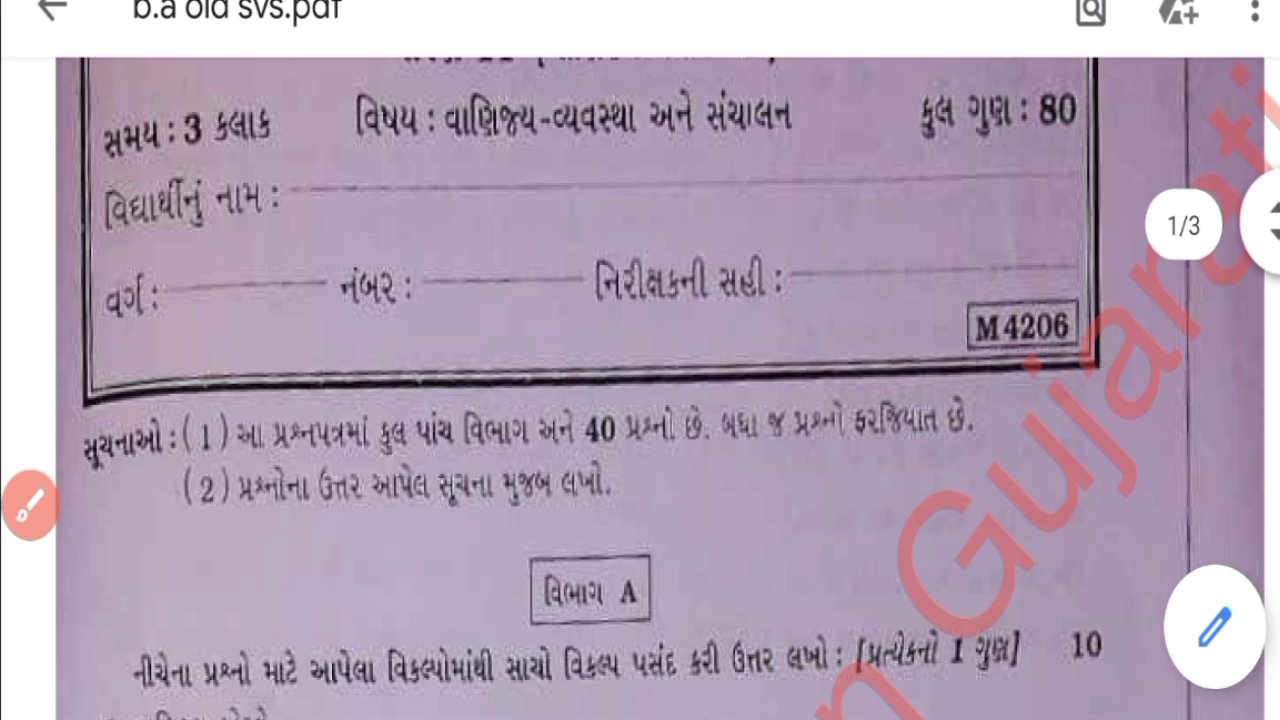 b.a old svs.pdf
સમય : 3 કલાક વિષય : વાણિજ્ય-વ્યવસ્થા અને સંચાલન કુલ ગુણ : 80
વિદ્યાર્થીનું નામ :
1/3
વર્ગ : નંબર : નિરીક્ષકની સહી :
M 4206
સૂચનાઓ : (1) આ પ્રશ્નપત્રમાં કુલ પાંચ વિભાગ અને 40 પ્રશ્નો છે. બધા જ પ્રશ્નો ફરજિયાત છે.
(2) પ્રશ્નોના ઉત્તર આપેલ સૂચના મુજબ લખો.
વિભાગ A
નીચેના પ્રશ્નો માટે આપેલા વિકલ્પોમાંથી સાચો વિકલ્પ પસંદ કરી ઉત્તર લખો : [પ્રત્યેકનો 1 ગુણ] 10
Gujarati